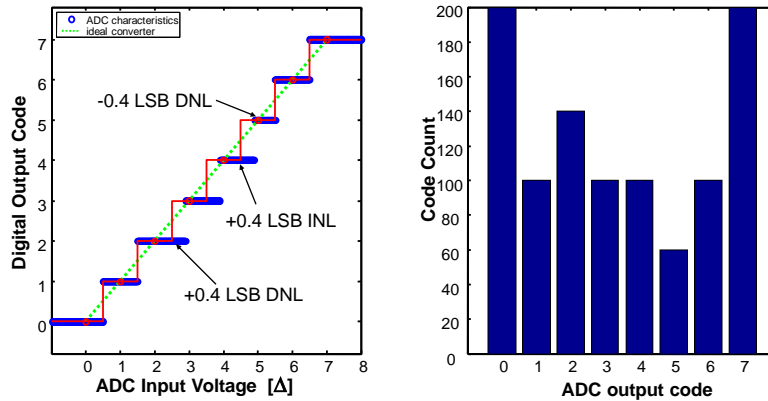 ADC characteristics
ideal converter
7
6
5
4
3
2
1
0
Digital Output Code
-0.4 LSB DNL
+0.4 LSB INL
+0.4 LSB DNL
0 1 2 3 4 5 6 7 8
ADC Input Voltage [Δ]
200
180
160
140
120
100
80
60
40
20
0
Code Count
0 1 2 3 4 5 6 7
ADC output code